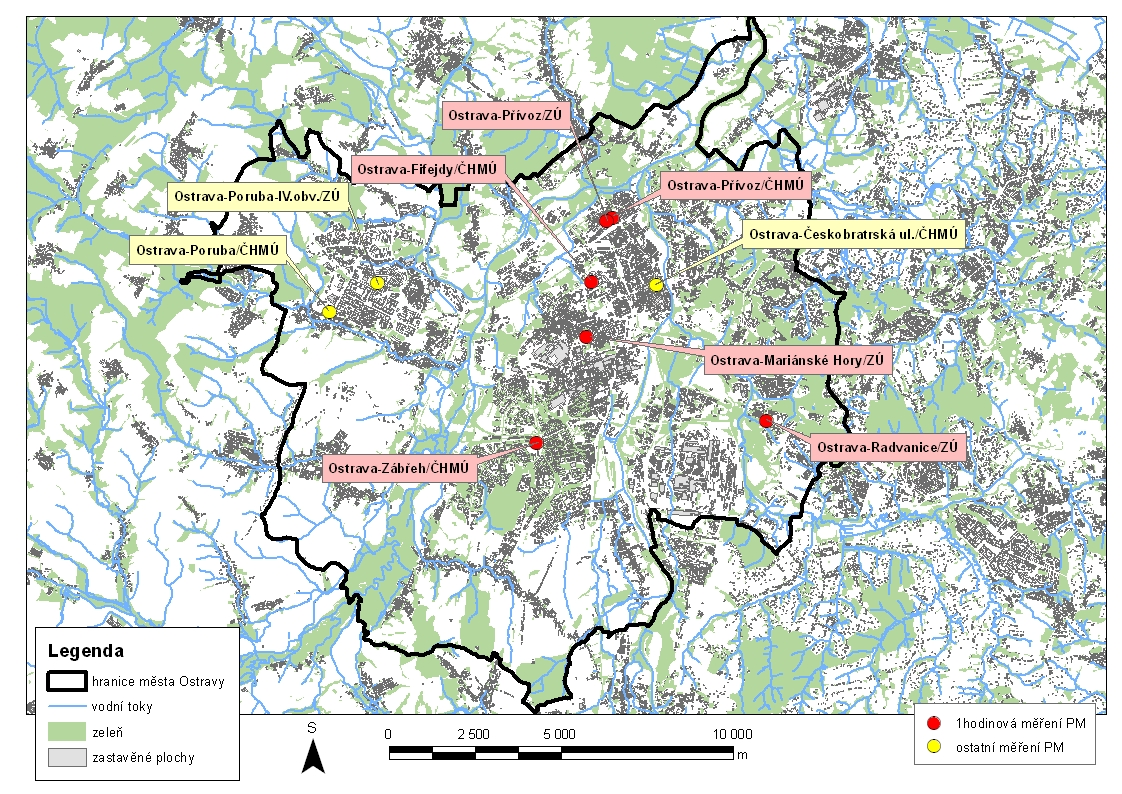 Ostrava-Přívoz/ZÚ
Ostrava-Fifejdy/ČHMÚ
Ostrava-Přívoz/ČHMÚ
Ostrava-Poruba-IV.obv./ZÚ
Ostrava-Českobratrská ul./ČHMÚ
Ostrava-Poruba/ČHMÚ
Ostrava-Mariánské Hory/ZÚ
Ostrava-Radvanice/ZÚ
Ostrava-Zábřeh/ČHMÚ
Legenda
hranice města Ostravy
vodní toky
zeleň
zastavěné plochy
S
0 2 500 5 000 10 000
m
1hodinová měření PM
ostatní měření PM